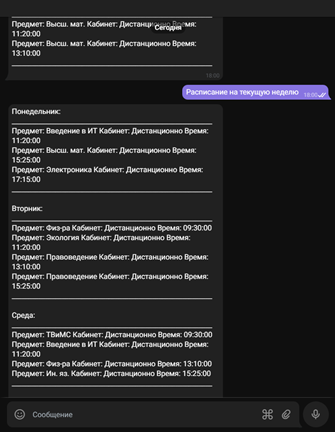 Предмет: Высш. мат. Кабинет: Дистанционно Время:
11:20:00
Сегодня
Предмет: Высш. мат. Кабинет: Дистанционно Время:
13:10:00
18:00
Расписание на текущую неделю 18:00
Понедельник:
Предмет: Введение в ИТ Кабинет: Дистанционно Время:
11:20:00
Предмет: Высш. мат. Кабинет: Дистанционно Время:
15:25:00
Предмет: Электроника Кабинет: Дистанционно Время:
17:15:00
Вторник:
Предмет: Физ-ра Кабинет: Дистанционно Время: 09:30:00
Предмет: Экология Кабинет: Дистанционно Время:
11:20:00
Предмет: Правоведение Кабинет: Дистанционно Время:
13:10:00
Предмет: Правоведение Кабинет: Дистанционно Время:
15:25:00
Среда:
Предмет: ТВиМС Кабинет: Дистанционно Время: 09:30:00
Предмет: Введение в ИТ Кабинет: Дистанционно Время:
11:20:00
Предмет: Физ-ра Кабинет: Дистанционно Время: 13:10:00
Предмет: Ин. яз. Кабинет: Дистанционно Время: 15:25:00
Сообщение